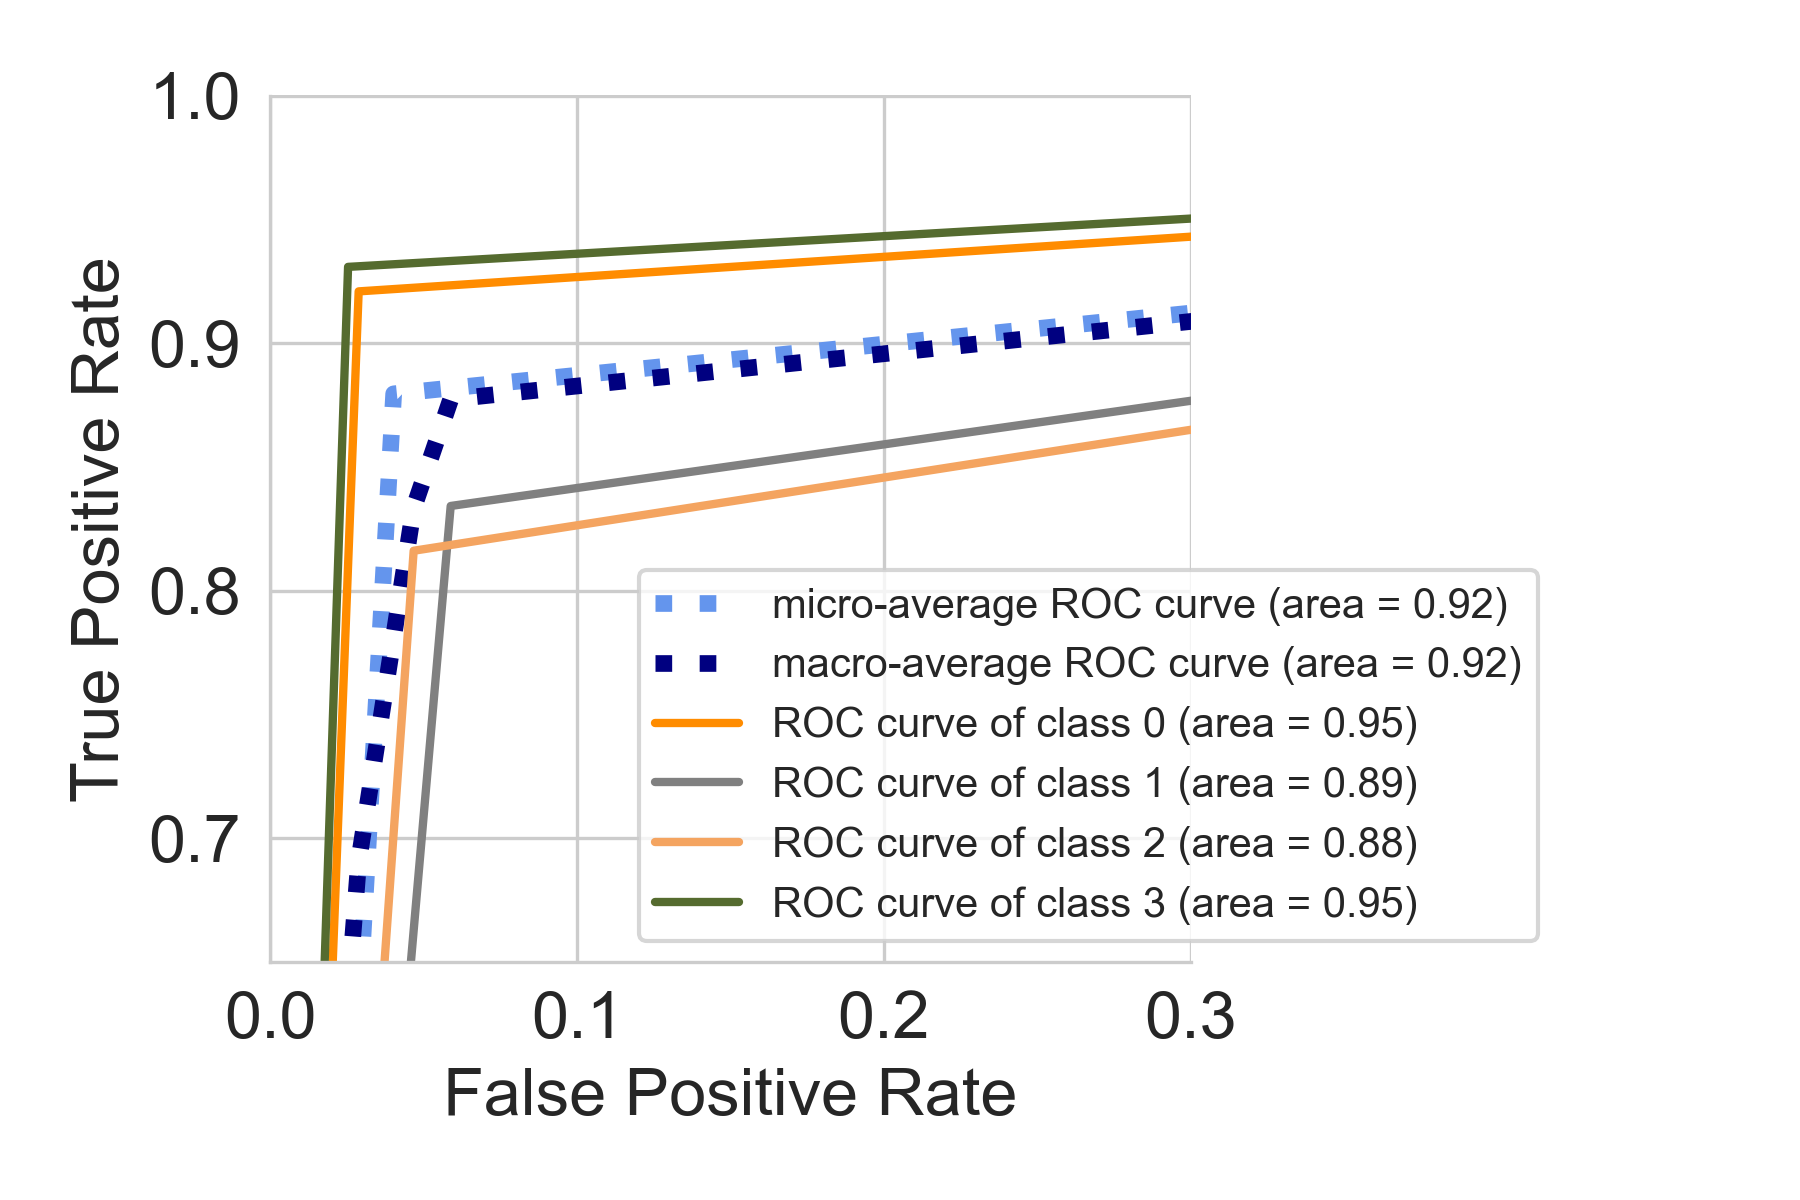 1.0
0.9
0.8
0.7
True Positive Rate
0.0 0.1 0.2 0.3
False Positive Rate
micro-average ROC curve (area = 0.92)
macro-average ROC curve (area = 0.92)
ROC curve of class 0 (area = 0.95)
ROC curve of class 1 (area = 0.89)
ROC curve of class 2 (area = 0.88)
ROC curve of class 3 (area = 0.95)